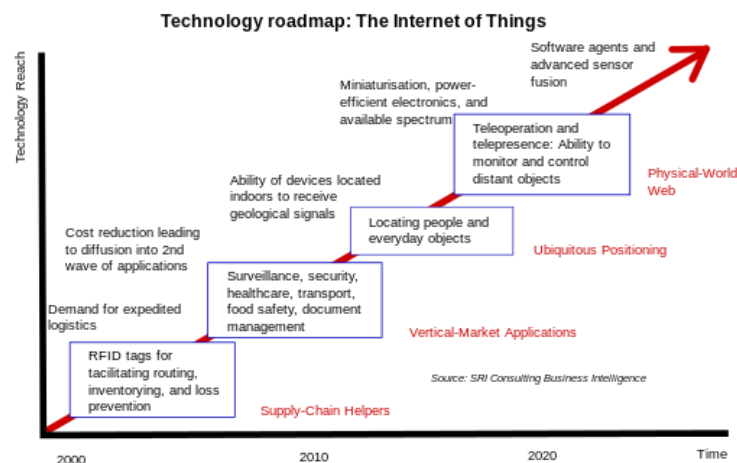 Technology roadmap: The Internet of Things
Technology Reach
Software agents and
advanced sensor
fusion
Miniaturisation, power-
efficient electronics, and
available spectrum
Teleoperation and
telepresence: Ability to
monitor and control
distant objects
Physical-World
Web
Ability of devices located
indoors to receive
geological signals
Locating people and
everyday objects
Ubiquitous Positioning
Cost reduction leading
to diffusion into 2nd
wave of applications
Surveillance, security,
healthcare, transport,
food safety, document
management
Vertical-Market Applications
Demand for expedited
logistics
RFID tags for
tacilitating routing,
inventorying, and loss
prevention
Supply-Chain Helpers
Source: SRI Consulting Business Intelligence
2000
2010
2020
Time